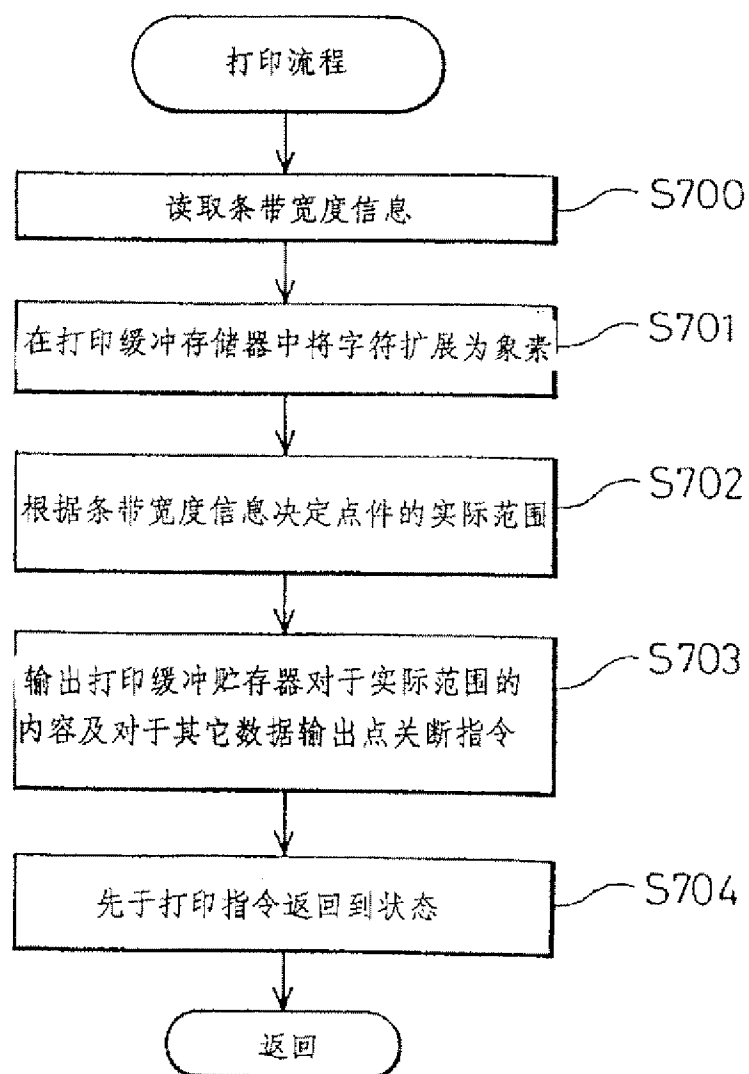 打印流程
读取条带宽度信息
S700
在打印缓冲存储器中将字符扩展为象素
S701
根据条带宽度信息决定点件的实际范围
S702
输出打印缓冲贮存器对于实际范围的
内容及对于其它数据输出点关断指令
S703
先于打印指令返回到状态
S704
返回